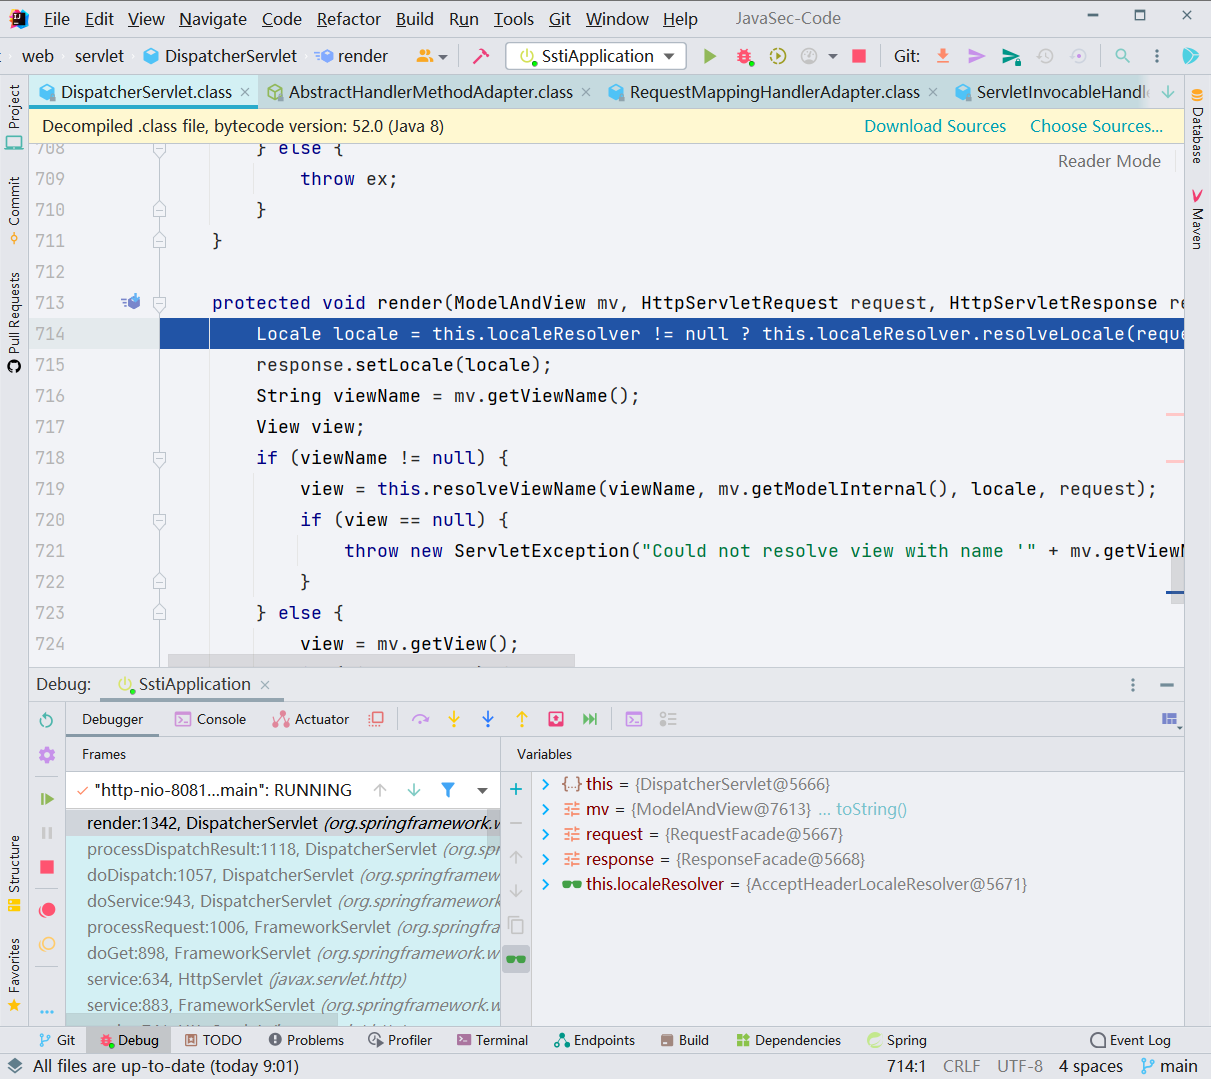 File Edit View Navigate Code Refactor Build Run Tools Git Window Help JavaSec-Code
web servlet DispatcherServlet render SstiApplication Git:
DispatcherServlet.class AbstractHandlerMethodAdapter.class RequestMappingHandlerAdapter.class ServletInvocableHandl
Decompiled .class file, bytecode version: 52.0 (Java 8) Download Sources Choose Sources...
Reader Mode
708 } else {
709 throw ex;
710 }
711 }
712
713 protected void render(ModelAndView mv, HttpServletRequest request, HttpServletResponse re
714 Locale locale = this.localeResolver != null ? this.localeResolver.resolveLocale(reque
715 response.setLocale(locale);
716 String viewName = mv.getViewName();
717 View view;
718 if (viewName != null) {
719 view = this.resolveViewName(viewName, mv.getModelInternal(), locale, request);
720 if (view == null) {
721 throw new ServletException("Could not resolve view with name '" + mv.getViewN
722 }
723 } else {
724 view = mv.getView();
Project
Commit
Pull Requests
Structure
Favorites
Database
Maven
Debug: SstiApplication
Debugger Console Actuator
Frames Variables
"http-nio-8081...main": RUNNING
render:1342, DispatcherServlet (org.springframework.w
processDispatchResult:1118, DispatcherServlet (org.spr
doDispatch:1057, DispatcherServlet (org.springframew
doService:943, DispatcherServlet (org.springframework
processRequest:1006, FrameworkServlet (org.springfra
doGet:898, FrameworkServlet (org.springframework.w
service:634, HttpServlet (javax.servlet.http)
service:883, FrameworkServlet (org.springframework.w
this = {DispatcherServlet@5666}
mv = {ModelAndView@7613} ... toString()
request = {RequestFacade@5667}
response = {ResponseFacade@5668}
this.localeResolver = {AcceptHeaderLocaleResolver@5671}
Git Debug TODO Problems Profiler Terminal Endpoints Build Dependencies Spring Event Log
All files are up-to-date (today 9:01) 714:1 CRLF UTF-8 4 spaces main